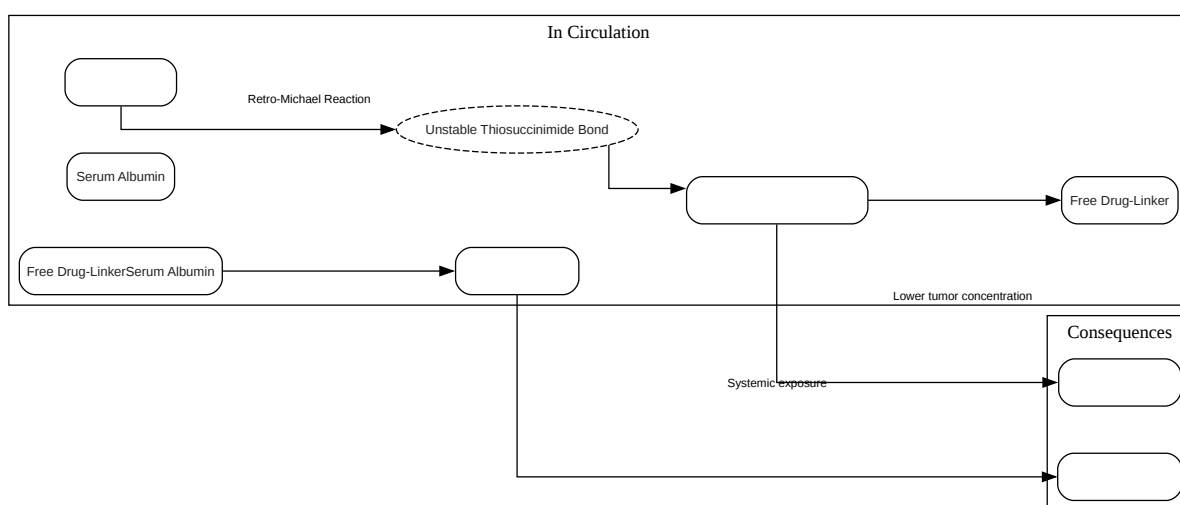 In Circulation
Retro-Michael Reaction
Unstable Thiosuccinimide Bond
Serum Albumin
Free Drug-Linker
Free Drug-LinkerSerum Albumin
Lower tumor concentration
Consequences
Systemic exposure